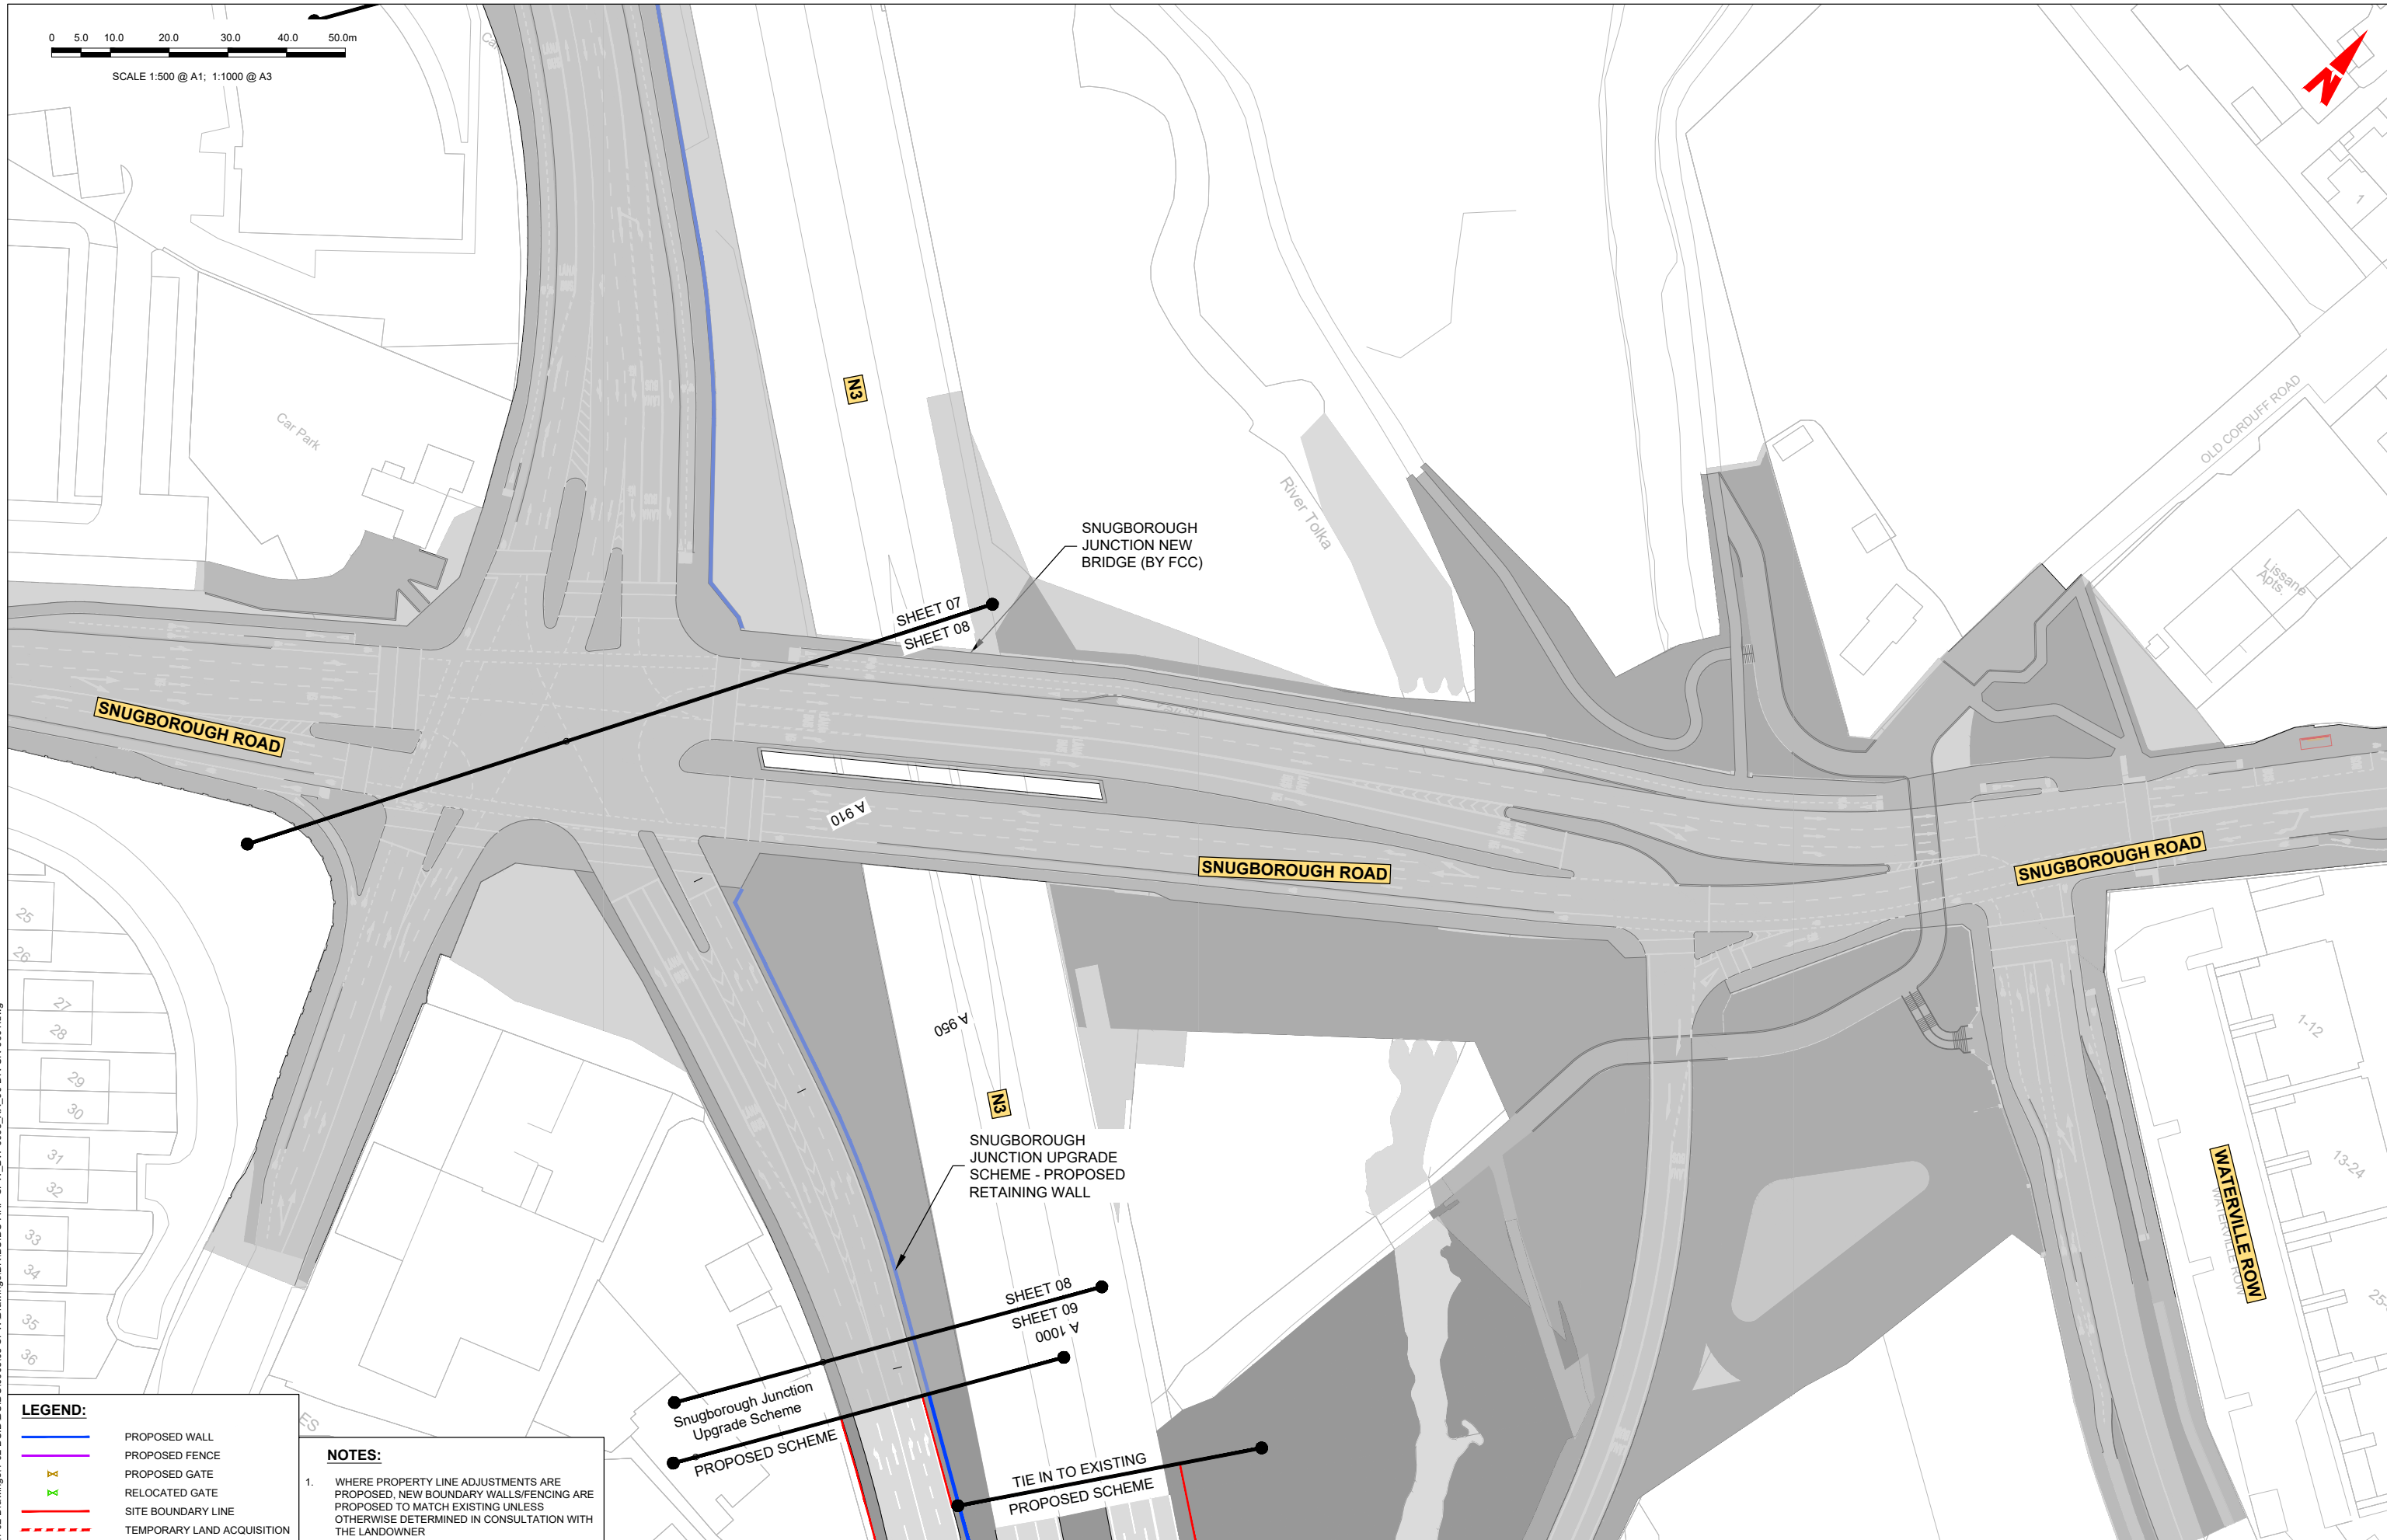 0 5.0 10.0 20.0 30.0 40.0 50.0m
SCALE 1:500 @ A1; 1:1000 @ A3
N
1
N3
Car Park
OLD CORDUFF ROAD
River Tolka
SNUGBOROUGH
JUNCTION NEW
BRIDGE (BY FCC)
Lissane
Apts.
SHEET 07
SHEET 08
SNUGBOROUGH ROAD
A 910
SNUGBOROUGH ROAD
SNUGBOROUGH ROAD
25
26
27
28
29
30
31
32
33
34
35
36
A 950
N3
1-12
13-24
WATERVILLE ROW
WATERVILLE ROW
SNUGBOROUGH
JUNCTION UPGRADE
SCHEME - PROPOSED
RETAINING WALL
SHEET 08
SHEET 09
A 1000
Snugborough Junction
Upgrade Scheme
PROPOSED SCHEME
TIE IN TO EXISTING
PROPOSED SCHEME
LEGEND:
PROPOSED WALL
PROPOSED FENCE
PROPOSED GATE
RELOCATED GATE
SITE BOUNDARY LINE
TEMPORARY LAND ACQUISITION
NOTES:
1. WHERE PROPERTY LINE ADJUSTMENTS ARE
PROPOSED, NEW BOUNDARY WALLS/FENCING ARE
PROPOSED TO MATCH EXISTING UNLESS
OTHERWISE DETERMINED IN CONSULTATION WITH
THE LANDOWNER